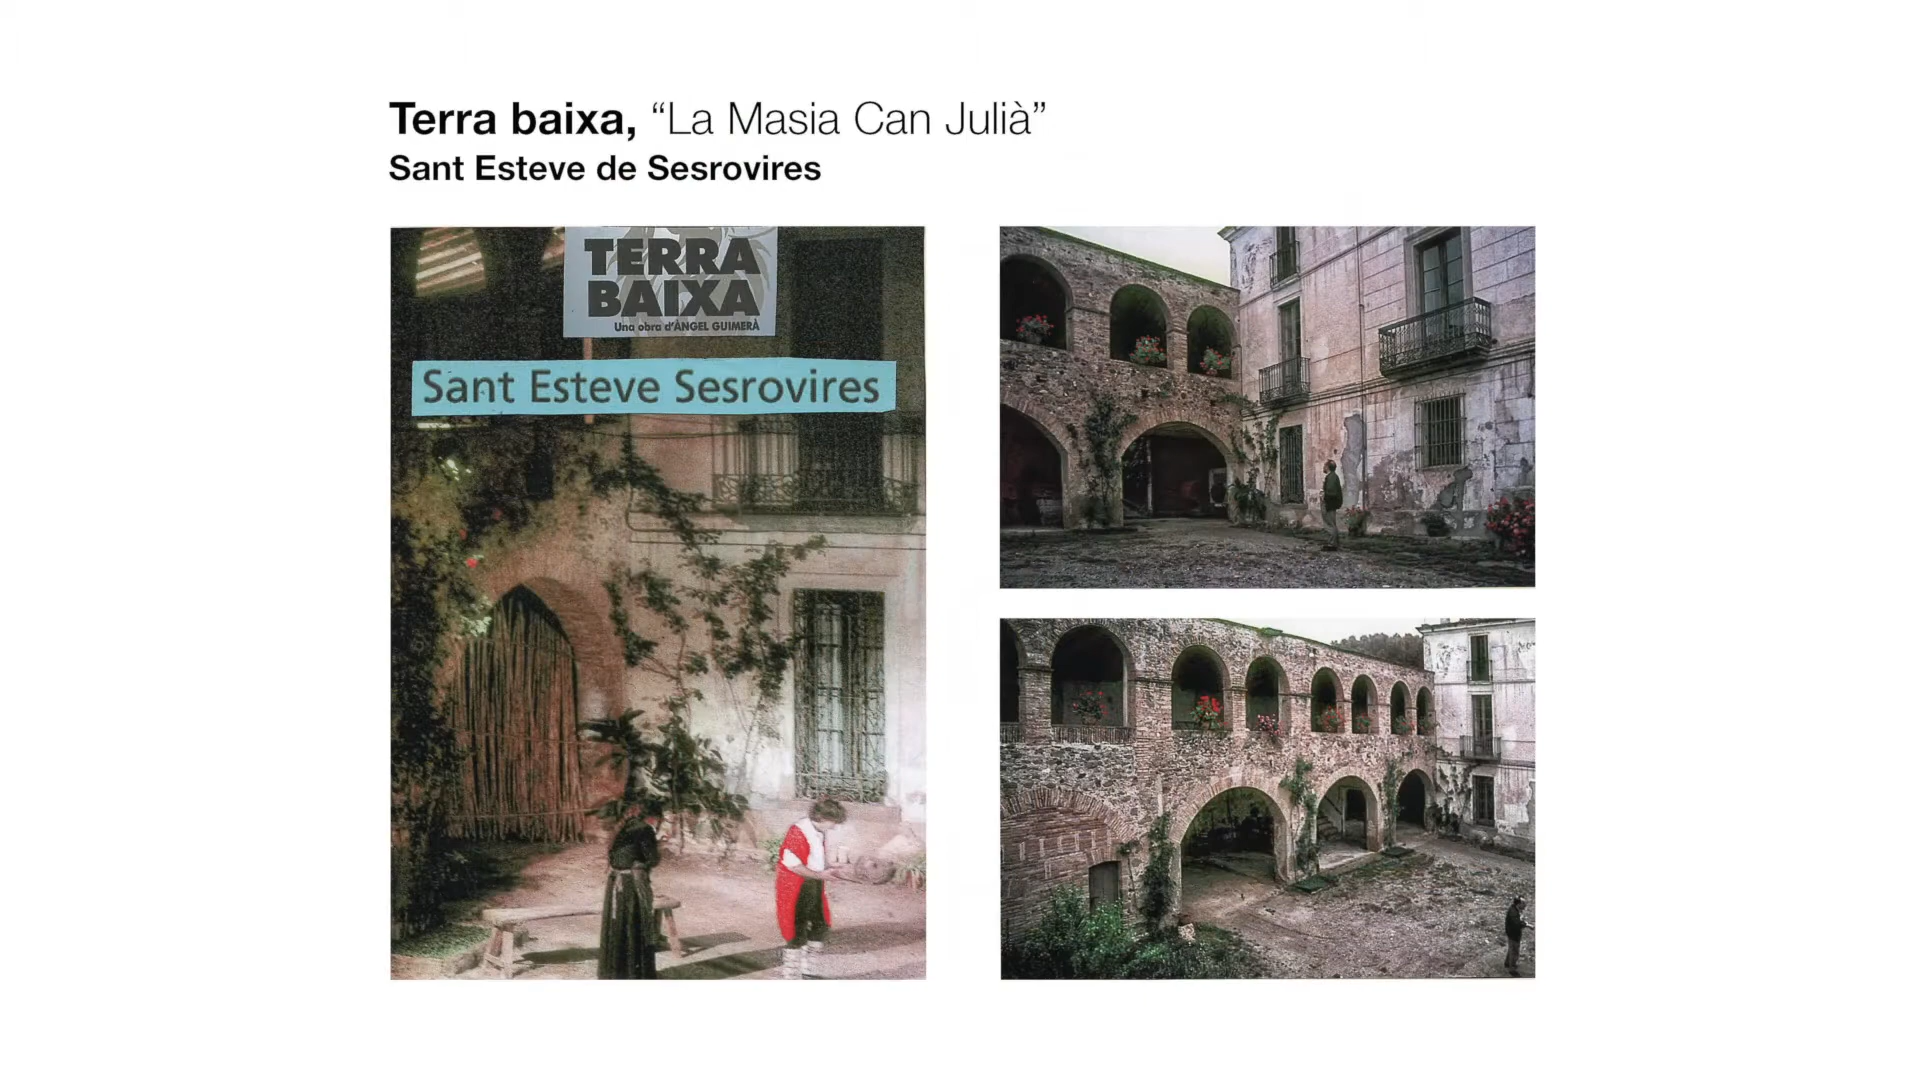 Terra baixa, “La Masia Can Julià”
Sant Esteve de Sesrovires
TERRA
BAIXA
Una obra d'ÀNGEL GUIMERÀ
Sant Esteve Sesrovires